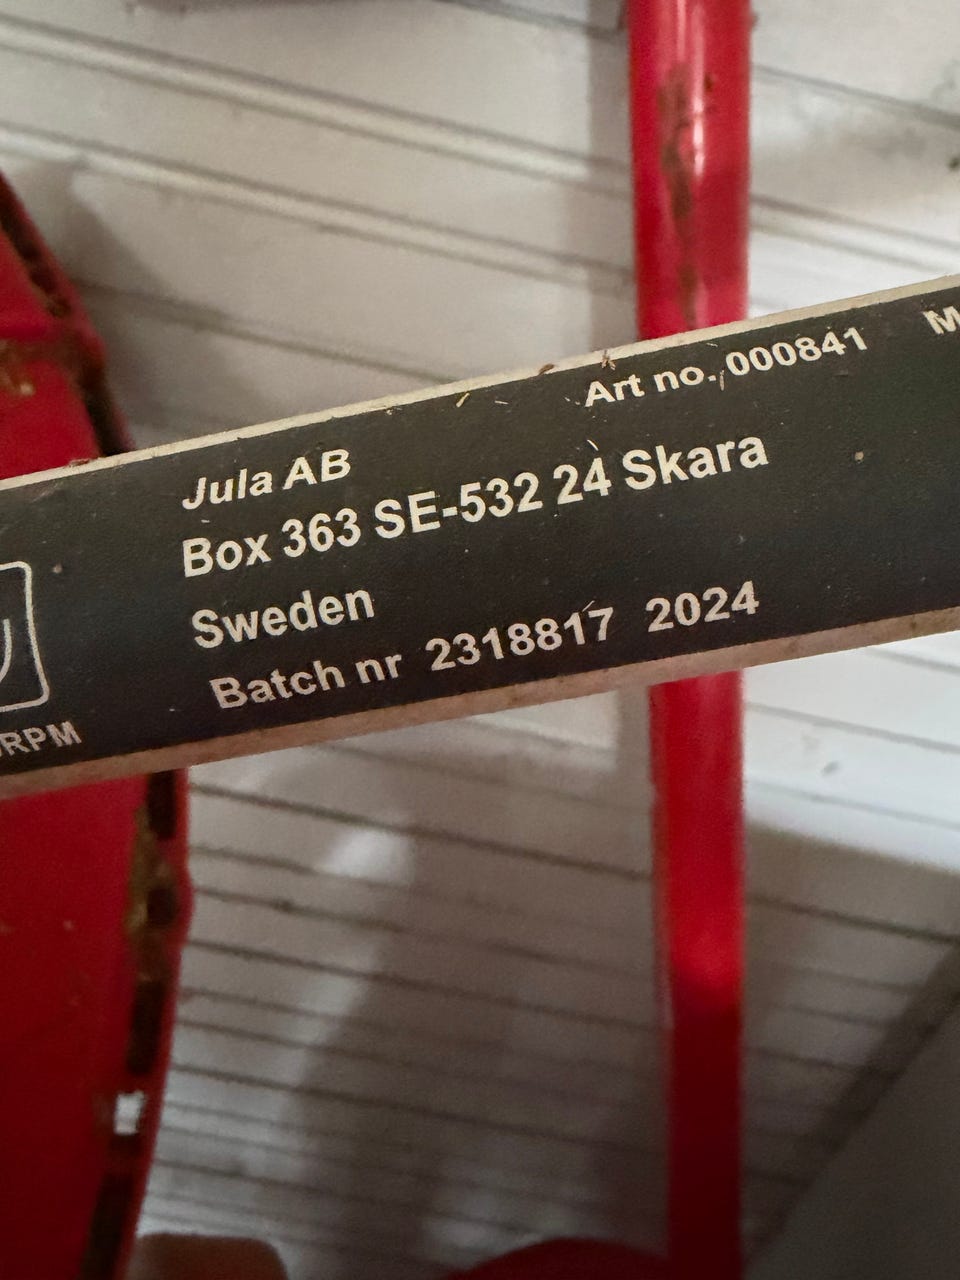 Art no. 000841 M
Jula AB
Box 363 SE-532 24 Skara
Sweden
Batch nr 2318817 2024
RPM